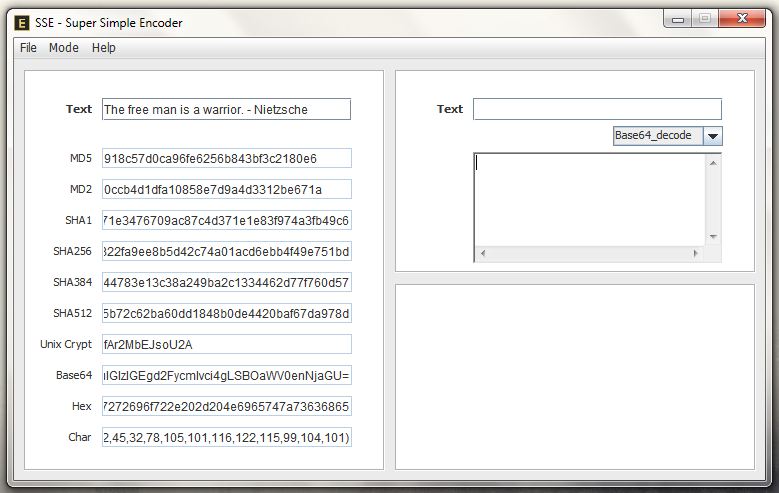 E SSE - Super Simple Encoder
File Mode Help
Text The free man is a warrior. - Nietzsche
MD5 918c57d0ca96fe6256b843bf3c2180e6
MD2 0ccb4d1dfa10858e7d9a4d3312be671a
SHA1 71e3476709ac87c4d371e1e83f974a3fb49c6
SHA256 322fa9ee8b5d42c74a01acd6ebb4f49e751bd
SHA384 44783e13c38a249ba2c1334462d77f760d57
SHA512 5b72c62ba60dd1848b0de4420baf67da978d
Unix Crypt fAr2MbEJsoU2A
Base64 uIGlzIGEgd2Fycmlvci4gLSBOaWV0enNjaGU=
Hex 7272696f722e202d204e6965747a73636865
Char 2,45,32,78,105,101,116,122,115,99,104,101)
Text
Base64_decode